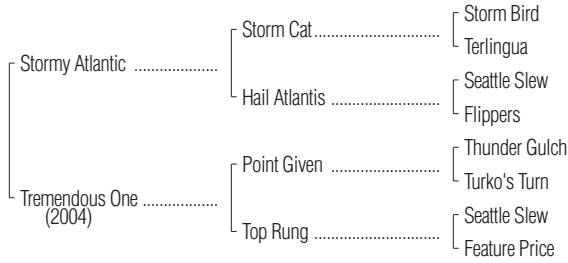 Storm Bird
Storm Cat
Terlingua
Stormy Atlantic
Seattle Slew
Hail Atlantis
Flippers
Thunder Gulch
Point Given
Turko's Turn
Tremendous One
(2004)
Seattle Slew
Top Rung
Feature Price